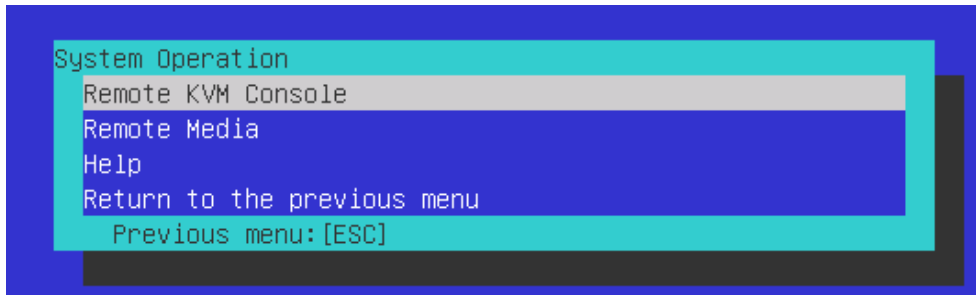 System Operation
Remote KVM Console
Remote Media
Help
Return to the previous menu
Previous menu:[ESC]